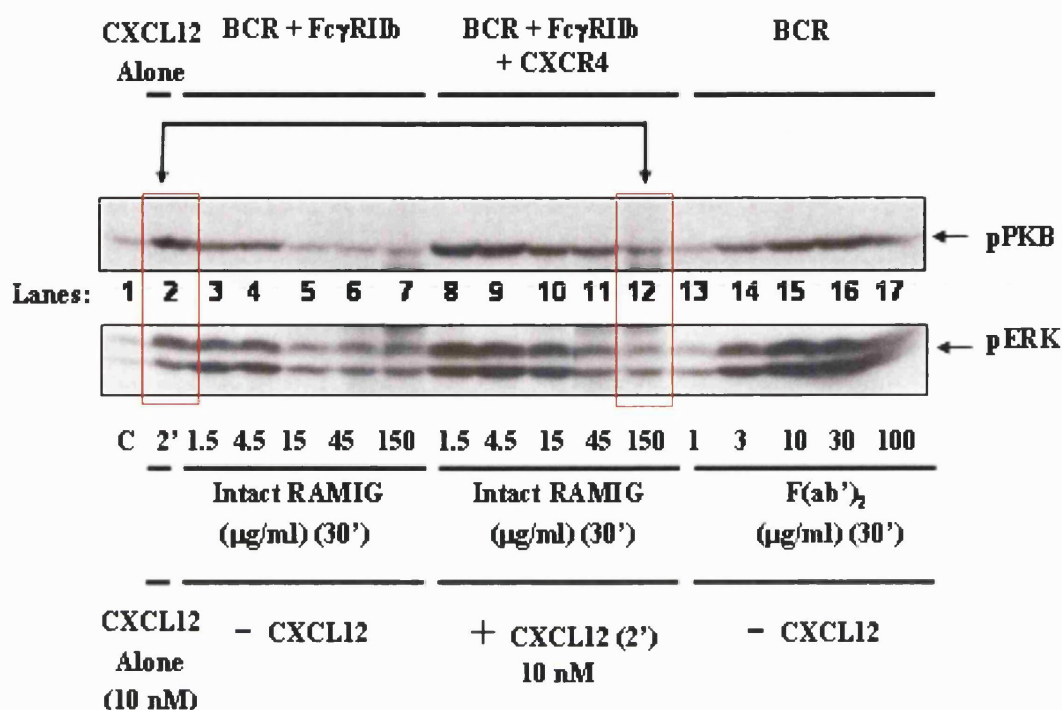 CXCL12 Alone
BCR + FcγRIIb
BCR + FcγRIIb + CXCR4
BCR
pPKB
Lanes: 1 2 3 4 5 6 7 8 9 10 11 12 13 14 15 16 17
pERK
C 2' 1.5 4.5 15 45 150 1.5 4.5 15 45 150 1 3 10 30 100
Intact RAMIG
(µg/ml) (30')
Intact RAMIG
(µg/ml) (30')
F(ab')₂
(µg/ml) (30')
CXCL12
Alone
(10 nM)
− CXCL12
+ CXCL12 (2')
10 nM
− CXCL12